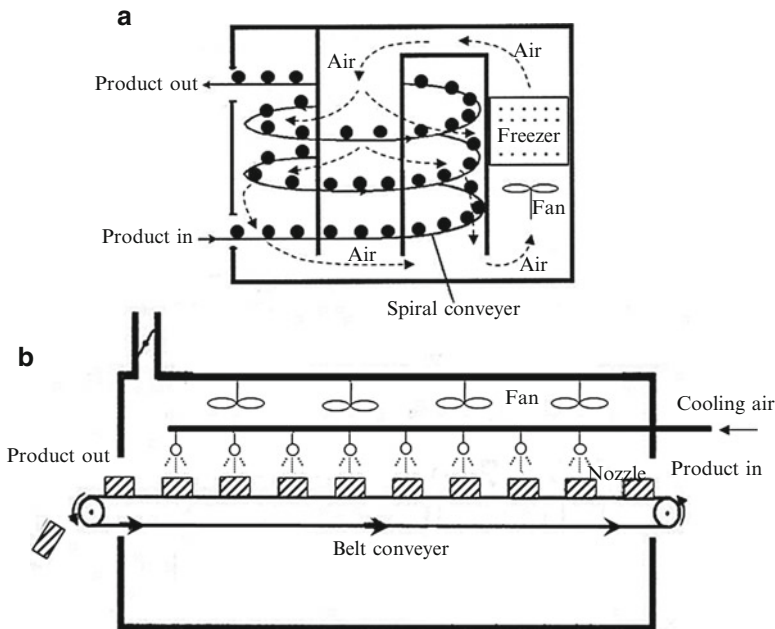 a
Air
Air
Product out
Freezer
Fan
Product in
Air
Air
Spiral conveyer
b
Fan
Cooling air
Product out
Nozzle
Product in
Belt conveyer